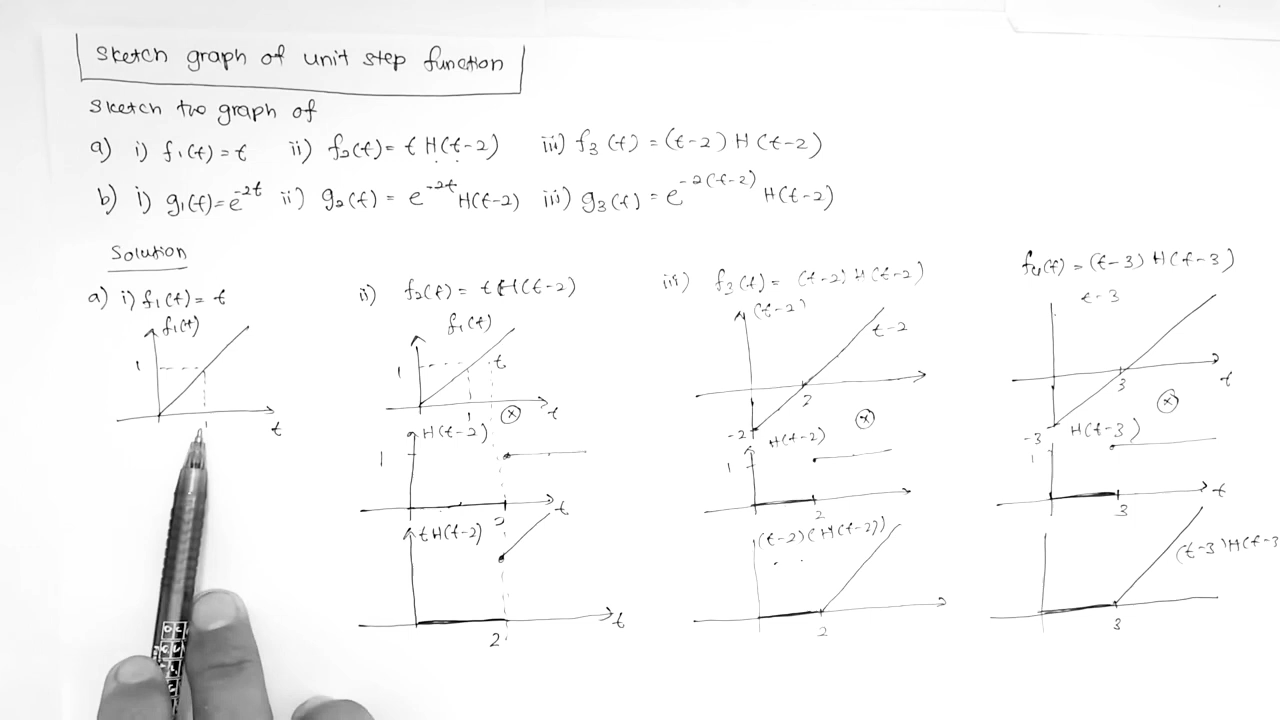 Sketch graph of unit step function
Sketch the graph of
a) i) f₁(t) = t ii) f₂(t) = t H(t-2) iii) f₃(t) = (t-2) H(t-2)
b) i) g₁(t) = e^-2t ii) g₂(t) = e^-2t H(t-2) iii) g₃(t) = e^-2(t-2) H(t-2)
Solution
a) i) f₁(t) = t
f₁(t)
1
1
t
ii) f₂(t) = t H(t-2)
f₁(t)
1
t
1
t
H(t-2)
1
2
t
t H(t-2)
2
t
iii) f₃(t) = (t-2) H(t-2)
(t-2)
t-2
2
-2
H(t-2)
1
2
(t-2)(H(t-2))
2
f₄(t) = (t-3) H(t-3)
t-3
3
t
-3
H(t-3)
1
3
t
(t-3)H(t-3
3